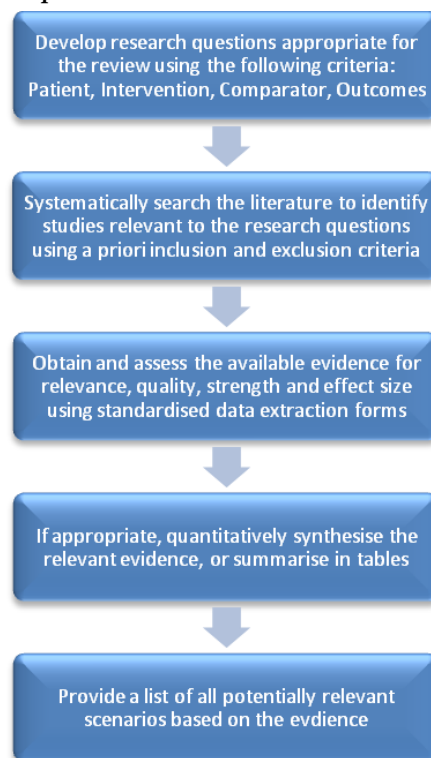 Develop research questions appropriate for
the review using the following criteria:
Patient, Intervention, Comparator, Outcomes
Systematically search the literature to identify
studies relevant to the research questions
using a priori inclusion and exclusion criteria
Obtain and assess the available evidence for
relevance, quality, strength and effect size
using standardised data extraction forms
If appropriate, quantitatively synthesise the
relevant evidence, or summarise in tables
Provide a list of all potentially relevant
scenarios based on the evdience